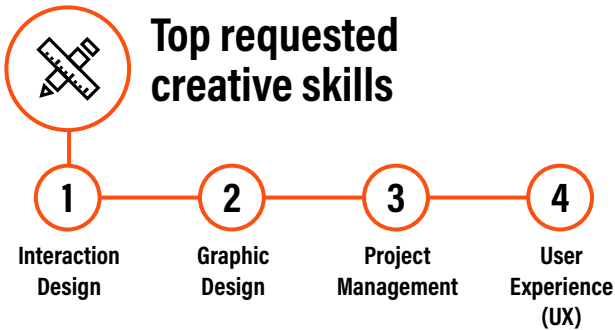 Top requested
creative skills
1
2
3
4
Interaction
Design
Graphic
Design
Project
Management
User
Experience
(UX)